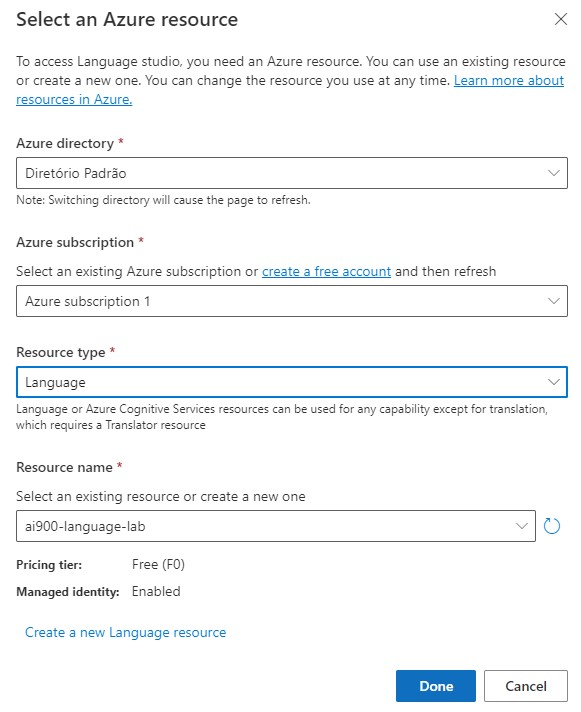 Select an Azure resource
To access Language studio, you need an Azure resource. You can use an existing resource
or create a new one. You can change the resource you use at any time. Learn more about
resources in Azure.
Azure directory *
Diretório Padrão
Note: Switching directory will cause the page to refresh.
Azure subscription *
Select an existing Azure subscription or create a free account and then refresh
Azure subscription 1
Resource type *
Language
Language or Azure Cognitive Services resources can be used for any capability except for translation,
which requires a Translator resource
Resource name *
Select an existing resource or create a new one
ai900-language-lab
Pricing tier: Free (F0)
Managed identity: Enabled
Create a new Language resource
Done Cancel